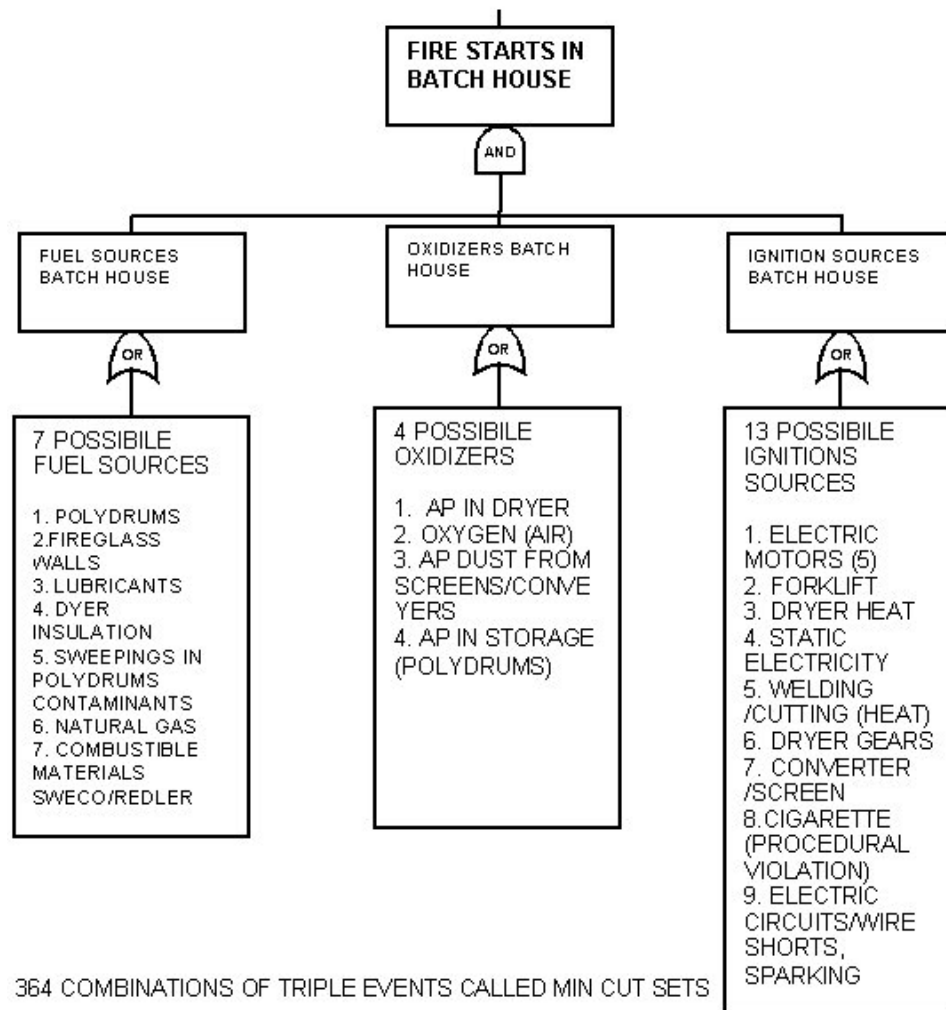 FIRE STARTS IN
BATCH HOUSE
AND
FUEL SOURCES
BATCH HOUSE
OXIDIZERS BATCH
HOUSE
IGNITION SOURCES
BATCH HOUSE
OR
OR
OR
7 POSSIBILE
FUEL SOURCES
1. POLYDRUMS
2.FIREGLASS
WALLS
3. LUBRICANTS
4. DYER
INSULATION
5. SWEEPINGS IN
POLYDRUMS
CONTAMINANTS
6. NATURAL GAS
7. COMBUSTIBLE
MATERIALS
SWECO/REDLER
4 POSSIBILE
OXIDIZERS
1. AP IN DRYER
2. OXYGEN (AIR)
3. AP DUST FROM
SCREENS/CONVE
YERS
4. AP IN STORAGE
(POLYDRUMS)
13 POSSIBILE
IGNITIONS
SOURCES
1. ELECTRIC
MOTORS (5)
2. FORKLIFT
3. DRYER HEAT
4. STATIC
ELECTRICITY
5. WELDING
/CUTTING (HEAT)
6. DRYER GEARS
7. CONVERTER
/SCREEN
8.CIGARETTE
(PROCEDURAL
VIOLATION)
9. ELECTRIC
CIRCUITS/WIRE
SHORTS,
SPARKING
364 COMBINATIONS OF TRIPLE EVENTS CALLED MIN CUT SETS